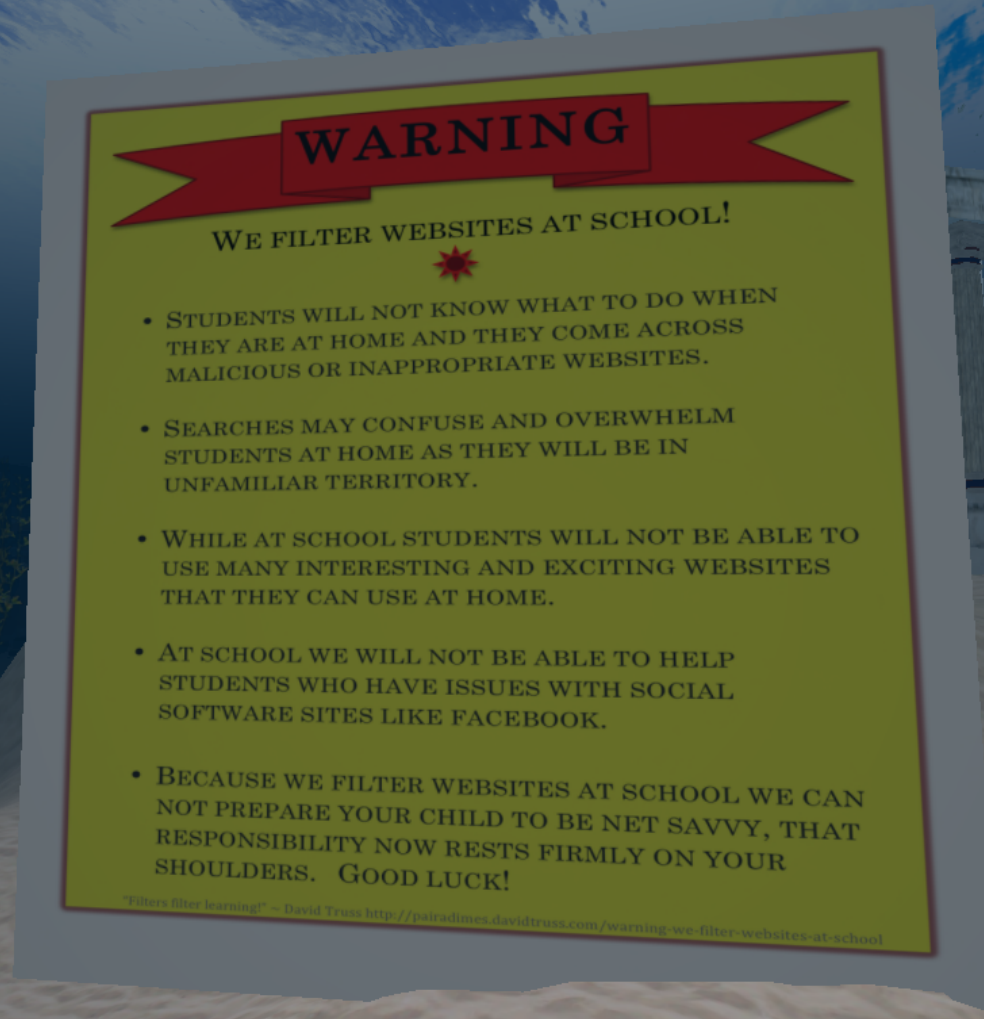 WARNING
WE FILTER WEBSITES AT SCHOOL!
• STUDENTS WILL NOT KNOW WHAT TO DO WHEN
THEY ARE AT HOME AND THEY COME ACROSS
MALICIOUS OR INAPPROPRIATE WEBSITES.
• SEARCHES MAY CONFUSE AND OVERWHELM
STUDENTS AT HOME AS THEY WILL BE IN
UNFAMILIAR TERRITORY.
• WHILE AT SCHOOL STUDENTS WILL NOT BE ABLE TO
USE MANY INTERESTING AND EXCITING WEBSITES
THAT THEY CAN USE AT HOME.
• AT SCHOOL WE WILL NOT BE ABLE TO HELP
STUDENTS WHO HAVE ISSUES WITH SOCIAL
SOFTWARE SITES LIKE FACEBOOK.
• BECAUSE WE FILTER WEBSITES AT SCHOOL WE CAN
NOT PREPARE YOUR CHILD TO BE NET SAVVY, THAT
RESPONSIBILITY NOW RESTS FIRMLY ON YOUR
SHOULDERS. GOOD LUCK!
"Filters filter learning!" ~ David Truss http://pairadimes.davidtruss.com/warning-we-filter-websites-at-school